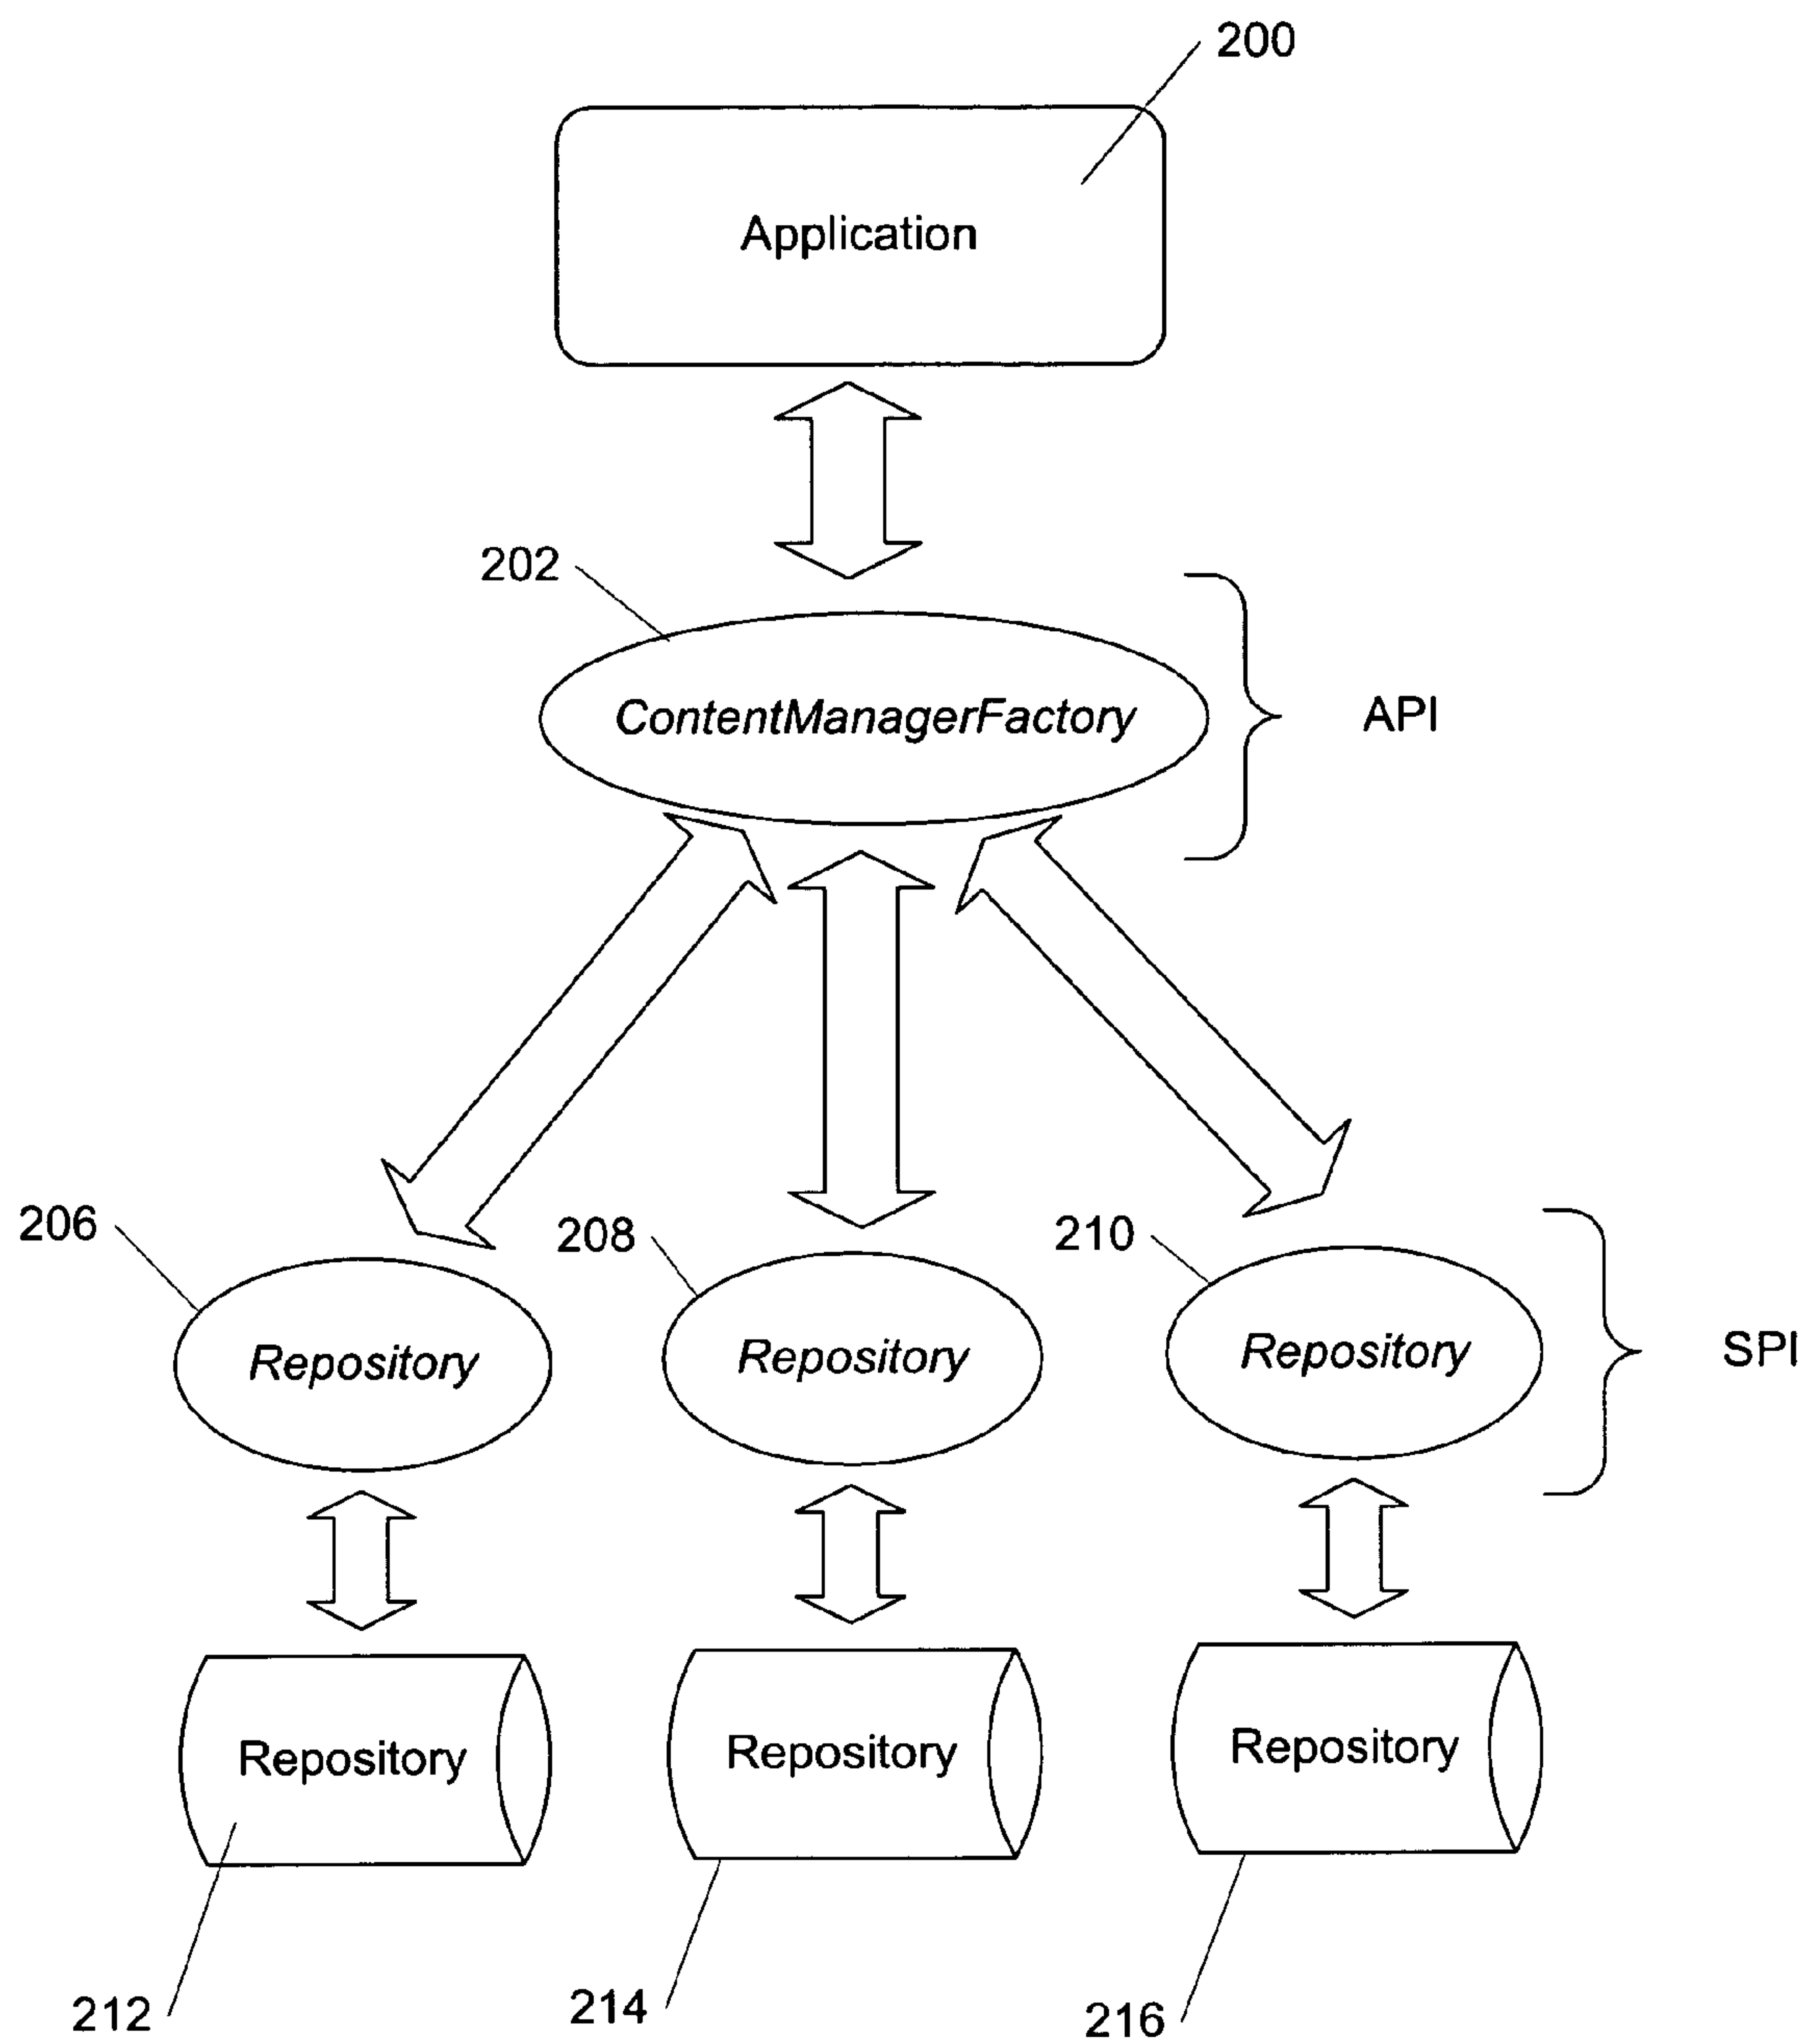 200
Application
202
ContentManagerFactory
API
206
208
210
Repository
Repository
Repository
SPI
Repository
Repository
Repository
212
214
216